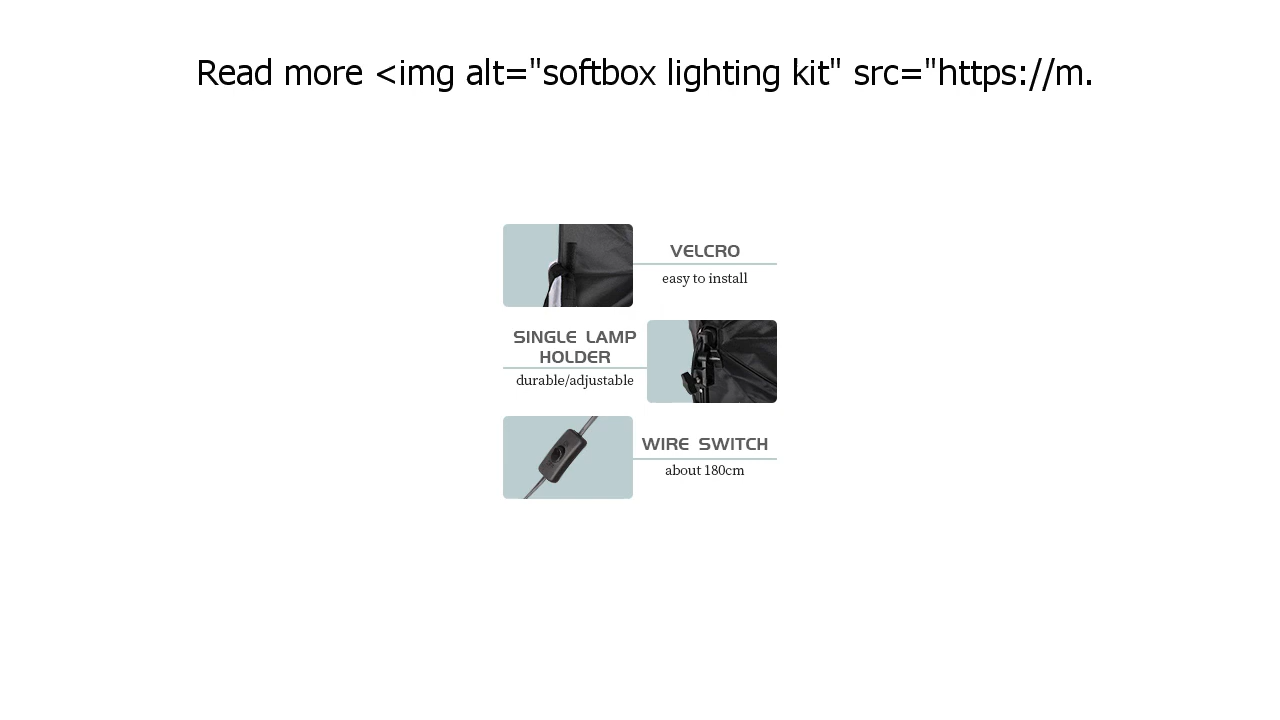 Read more <img alt="softbox lighting kit" src="https://m.
VELCRO
easy to install
SINGLE LAMP
HOLDER
durable/adjustable
WIRE SWITCH
about 180cm